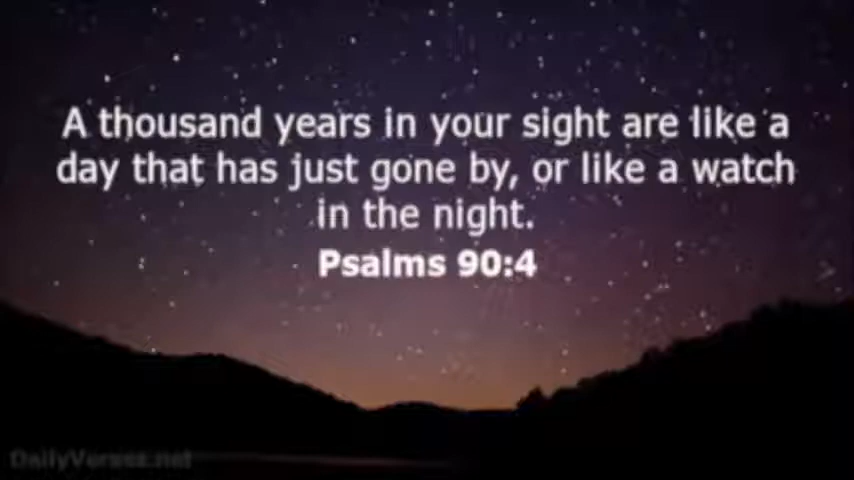 A thousand years in your sight are like a
day that has just gone by, or like a watch
in the night.
Psalms 90:4
DailyVerses.net